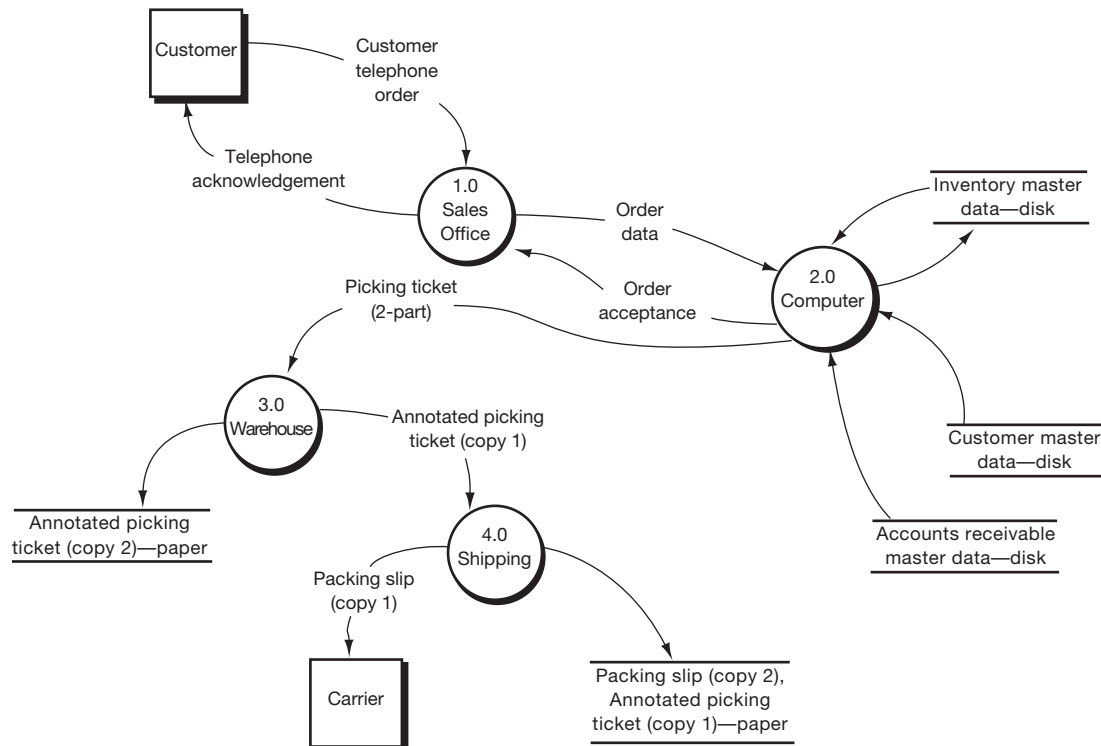 Customer
Customer
telephone
order
Telephone
acknowledgement
1.0
Sales
Office
Order
data
Inventory master
data—disk
2.0
Computer
Order
acceptance
Picking ticket
(2-part)
3.0
Warehouse
Annotated picking
ticket (copy 1)
Customer master
data—disk
Annotated picking
ticket (copy 2)—paper
4.0
Shipping
Accounts receivable
master data—disk
Packing slip
(copy 1)
Carrier
Packing slip (copy 2),
Annotated picking
ticket (copy 1)—paper